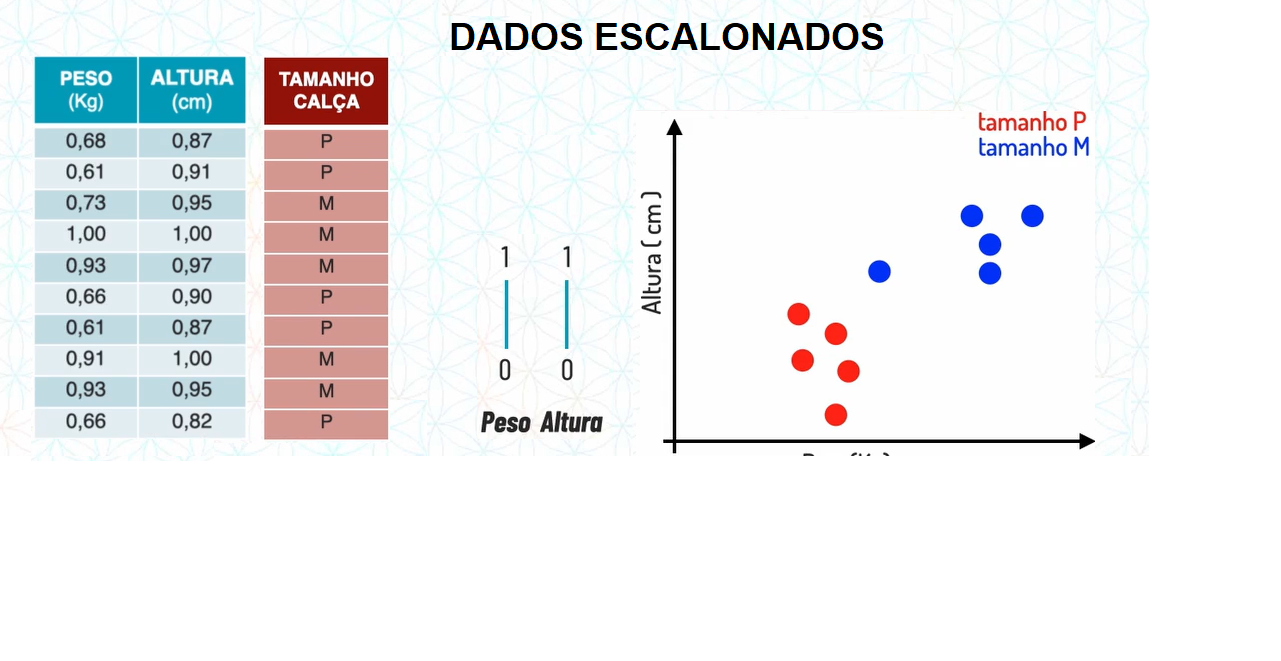 DADOS ESCALONADOS
PESO (Kg) ALTURA (cm) TAMANHO CALÇA
0,68 0,87 P
0,61 0,91 P
0,73 0,95 M
1,00 1,00 M
0,93 0,97 M
0,66 0,90 P
0,61 0,87 P
0,91 1,00 M
0,93 0,95 M
0,66 0,82 P
1 1
0 0
Peso Altura
tamanho P
tamanho M
Altura ( cm )